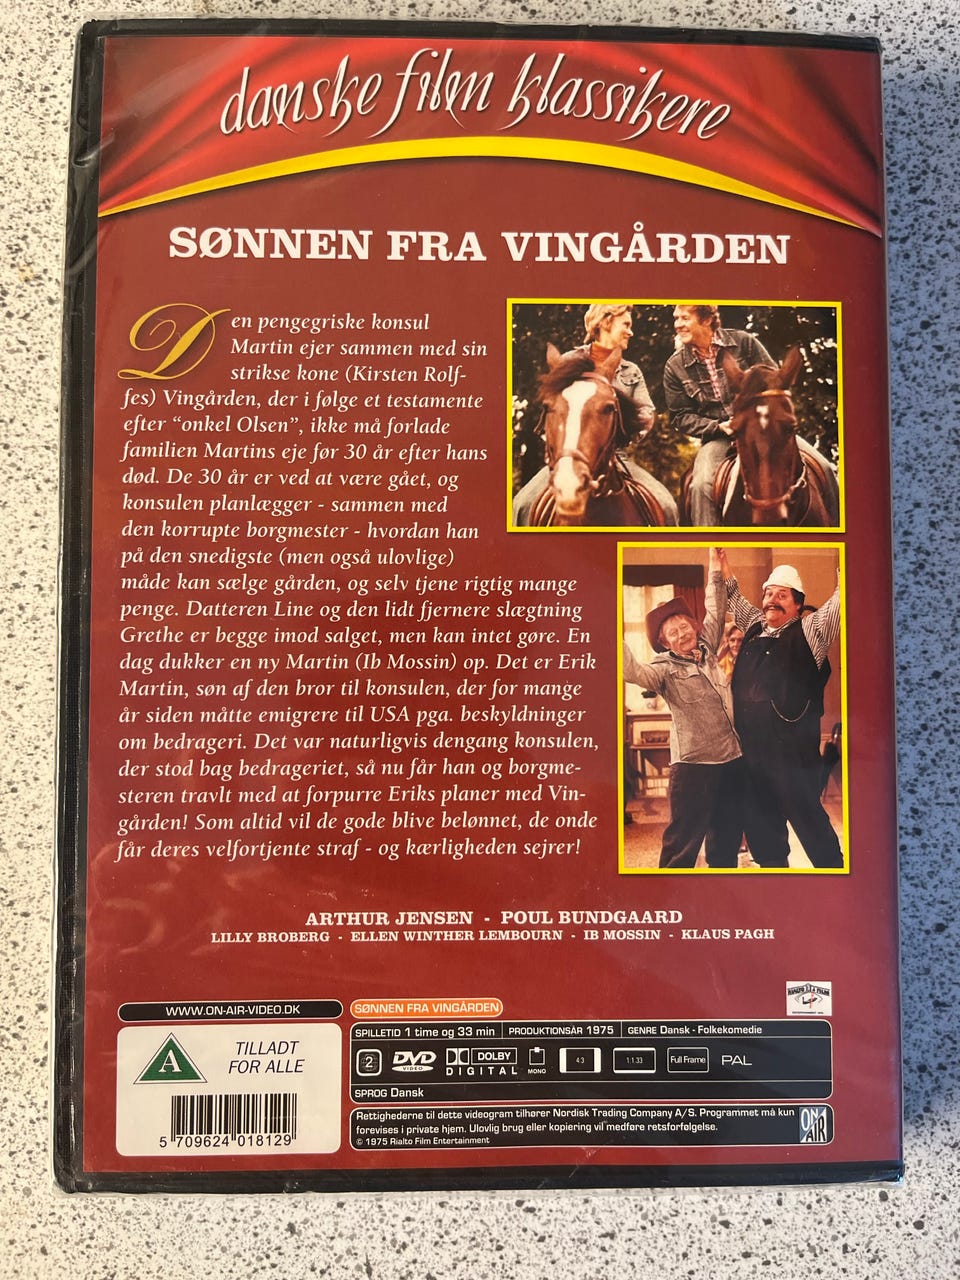 danske film klassikere
SØNNEN FRA VINGÅRDEN
Den pengegriske konsul
Martin ejer sammen med sin
strikse kone (Kirsten Rolf-
fes) Vingården, der i følge et testamente
efter “onkel Olsen”, ikke må forlade
familien Martins eje før 30 år efter hans
død. De 30 år er ved at være gået, og
konsulen planlægger - sammen med
den korrupte borgmester - hvordan han
på den snedigste (men også ulovlige)
måde kan sælge gården, og selv tjene rigtig mange
penge. Datteren Line og den lidt fjernere slægtning
Grethe er begge imod salget, men kan intet gøre. En
dag dukker en ny Martin (Ib Mossin) op. Det er Erik
Martin, søn af den bror til konsulen, der for mange
år siden måtte emigrere til USA pga. beskyldninger
om bedrageri. Det var naturligvis dengang konsulen,
der stod bag bedrageriet, så nu får han og borgme-
steren travlt med at forpurre Eriks planer med Vin-
gården! Som altid vil de gode blive belønnet, de onde
får deres velfortjente straf - og kærligheden sejrer!
ARTHUR JENSEN - POUL BUNDGAARD
LILLY BROBERG - ELLEN WINTHER LEMBOURN - IB MOSSIN - KLAUS PAGH
WWW.ON-AIR-VIDEO.DK
SØNNEN FRA VINGÅRDEN
A
TILLADT
FOR ALLE
5 709624 018129
SPILLETID 1 time og 33 min PRODUKTIONSÅR 1975 GENRE Dansk - Folkekomedie
2 DVD VIDEO DOLBY DIGITAL MONO 4:3 1:1.33 Full Frame PAL
SPROG Dansk
Rettighederne til dette videogram tilhører Nordisk Trading Company A/S. Programmet må kun
forevises i private hjem. Ulovlig brug eller kopiering vil medføre retsforfølgelse.
© 1975 Rialto Film Entertainment
ON AIR